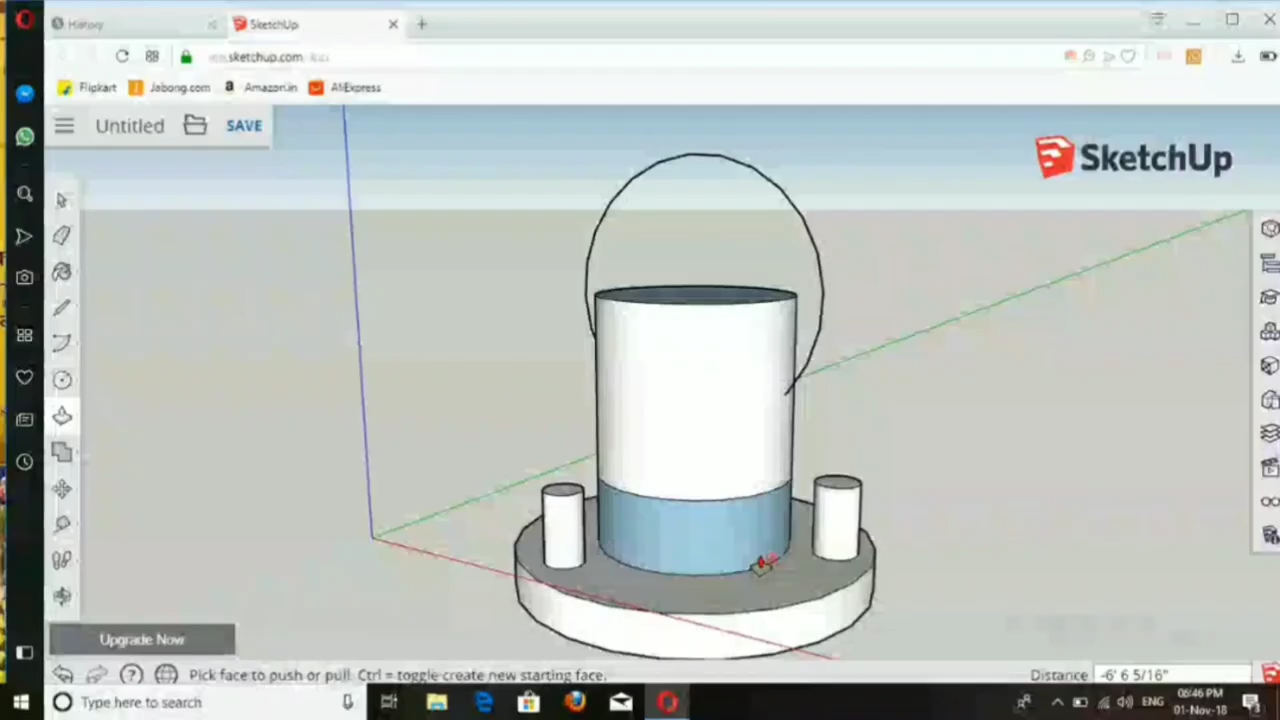 History
SketchUp
sketchup.com
Flipkart
Jabong.com
Amazon.in
AliExpress
Untitled
SAVE
SketchUp
Upgrade Now
Pick face to push or pull. Ctrl = toggle create new starting face.
Distance
-6' 6 5/16"
Type here to search
ENG
08:46 PM
01-Nov-18